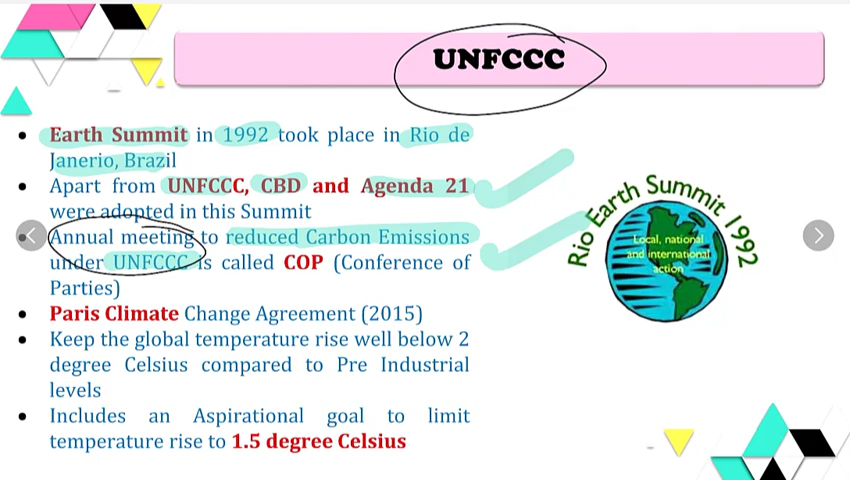 UNFCCC
• Earth Summit in 1992 took place in Rio de
Janerio, Brazil
• Apart from UNFCCC, CBD and Agenda 21
were adopted in this Summit
• Annual meeting to reduced Carbon Emissions
under UNFCCC is called COP (Conference of
Parties)
• Paris Climate Change Agreement (2015)
• Keep the global temperature rise well below 2
degree Celsius compared to Pre Industrial
levels
• Includes an Aspirational goal to limit
temperature rise to 1.5 degree Celsius
Rio Earth Summit 1992
Local, national
and international
action